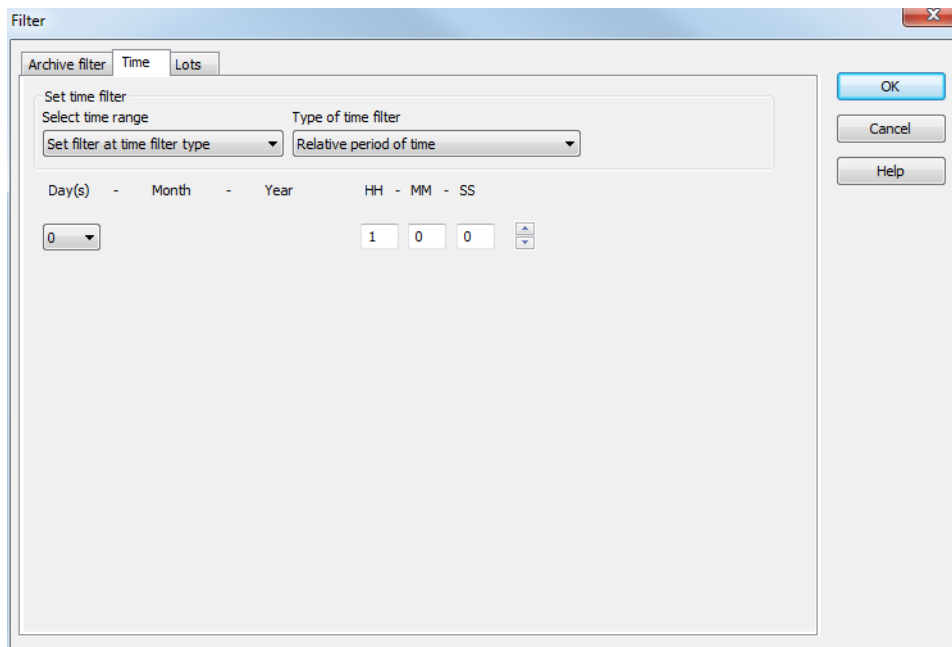 Filter
X
Archive filter Time Lots
Set time filter
Select time range Type of time filter
Set filter at time filter type Relative period of time
Day(s) - Month - Year HH - MM - SS
0 1 0 0
OK
Cancel
Help